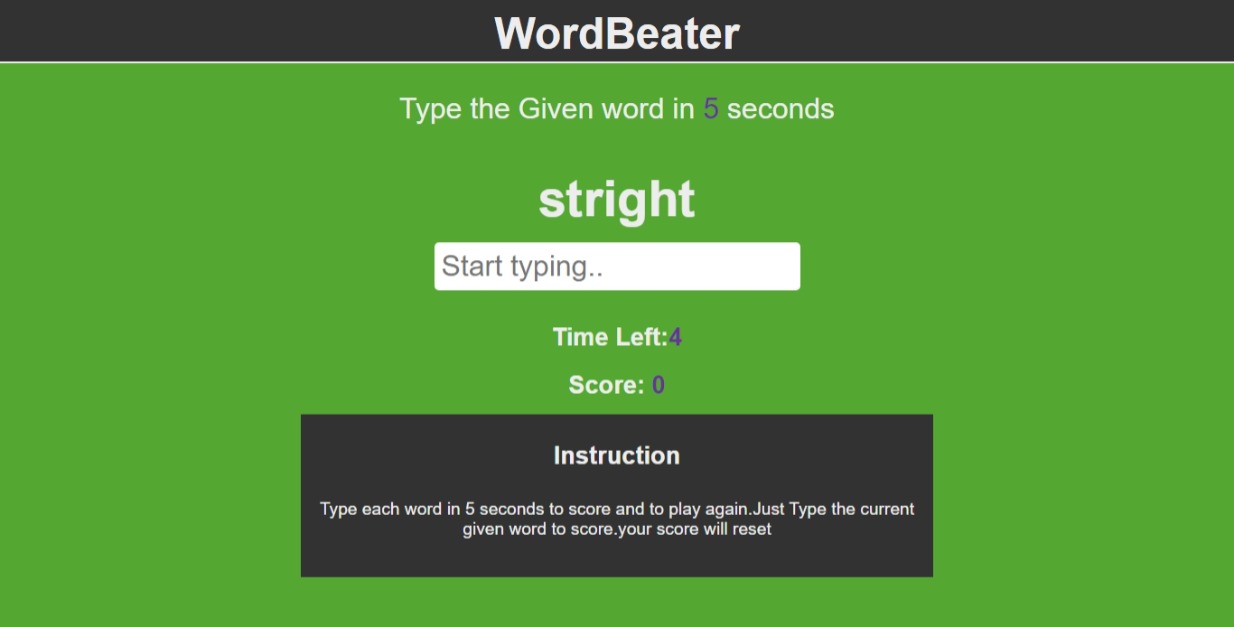 WordBeater
Type the Given word in 5 seconds
stright
Start typing..
Time Left:4
Score: 0
Instruction
Type each word in 5 seconds to score and to play again.Just Type the current
given word to score.your score will reset